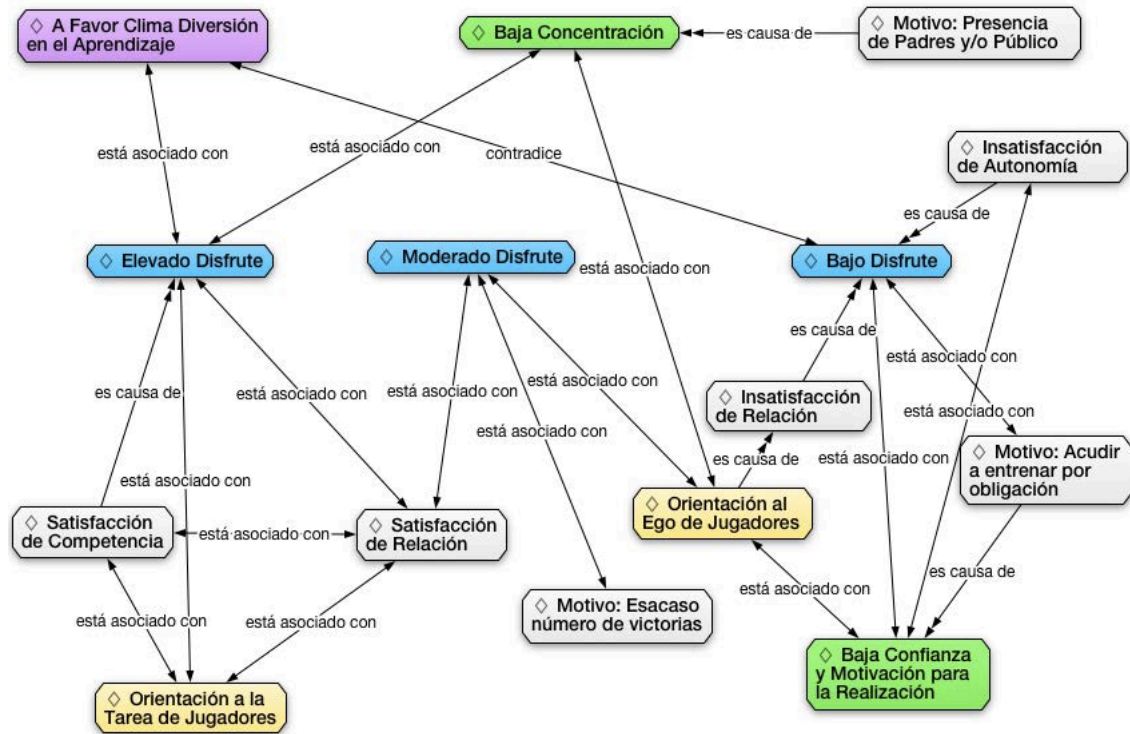 ◇ A Favor Clima Diversión
en el Aprendizaje
◇ Baja Concentración
es causa de
◇ Motivo: Presencia
de Padres y/o Público
está asociado con
está asociado con
contradice
◇ Insatisfacción
de Autonomía
es causa de
◇ Elevado Disfrute
◇ Moderado Disfrute
está asociado con
◇ Bajo Disfrute
es causa de
está asociado con
es causa de
está asociado con
está asociado con
está asociado con
◇ Insatisfacción
de Relación
está asociado con
está asociado con
es causa de
está asociado con
◇ Motivo: Acudir
a entrenar por
obligación
está asociado con
◇ Orientación al
Ego de Jugadores
◇ Satisfacción
de Competencia
está asociado con
◇ Satisfacción
de Relación
es causa de
está asociado con
◇ Motivo: Esacaso
número de victorias
está asociado con
está asociado con
◇ Baja Confianza
y Motivación para
la Realización
◇ Orientación a la
Tarea de Jugadores